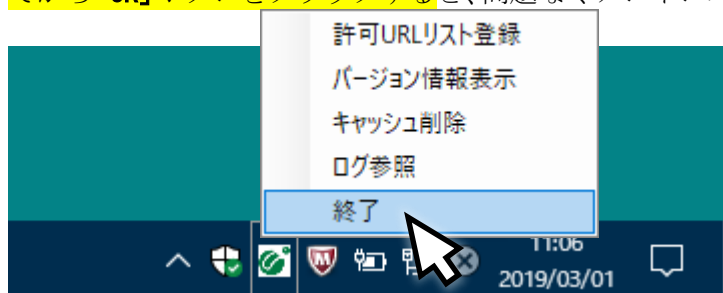 許可URLリスト登録
バージョン情報表示
キャッシュ削除
ログ参照
終了
11:06
2019/03/01